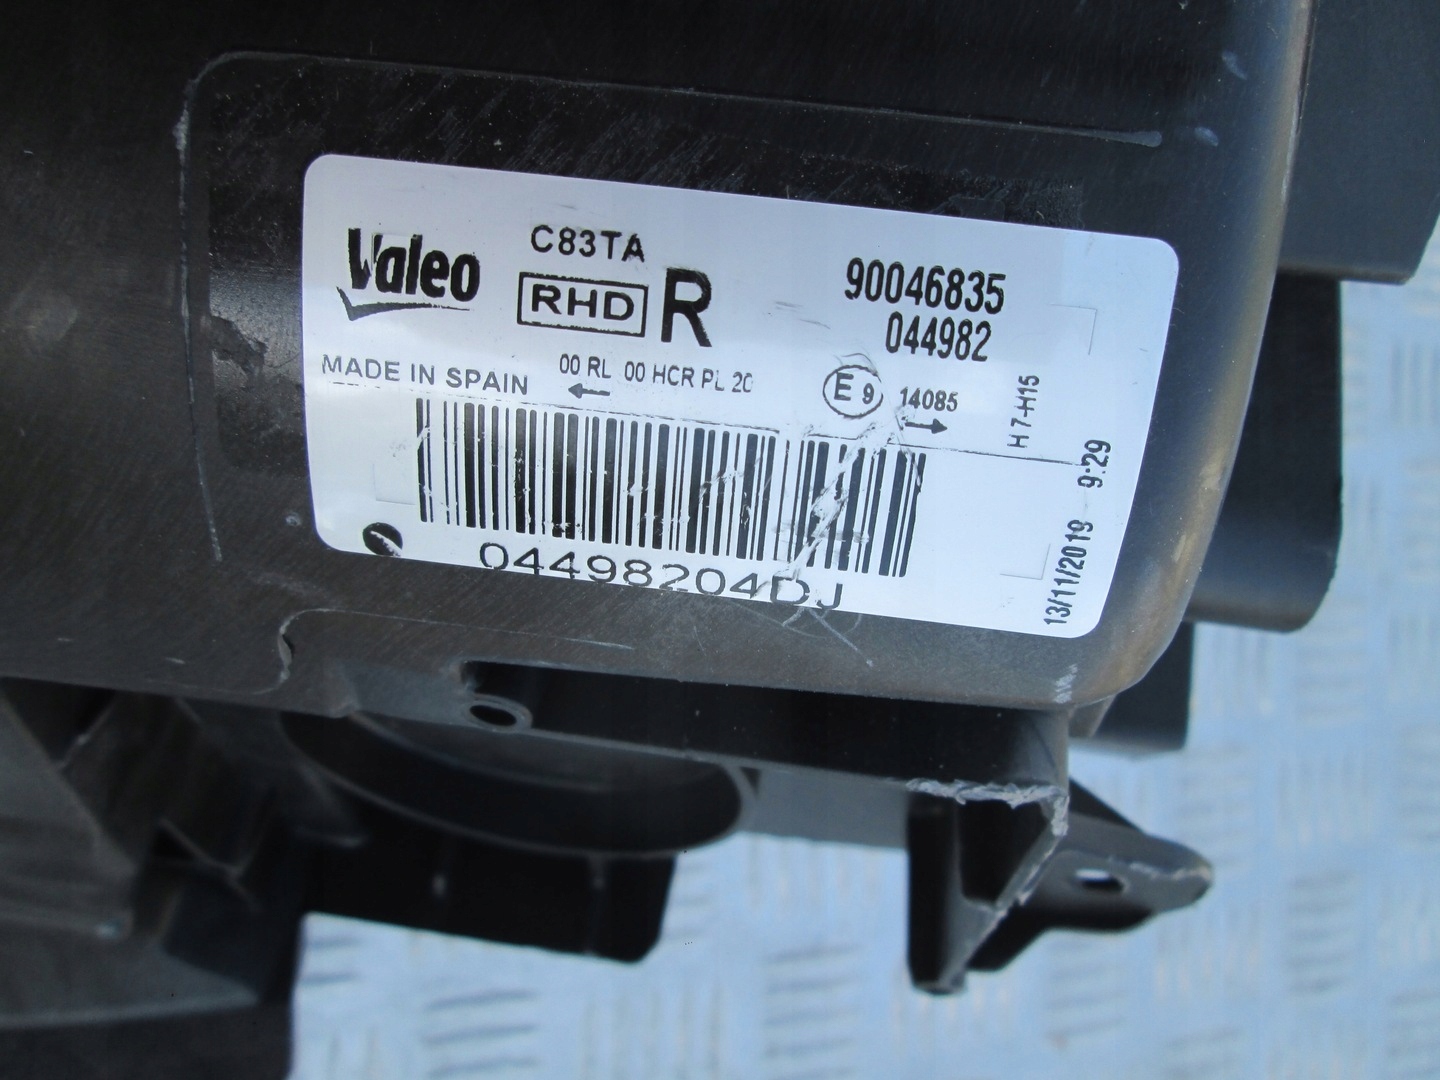 Valeo
C83TA
RHD R
90046835
044982
MADE IN SPAIN
00 RL 00 HCR PL 20
E9 14085
H7-H15
04498204DJ
13/11/2019 9:29